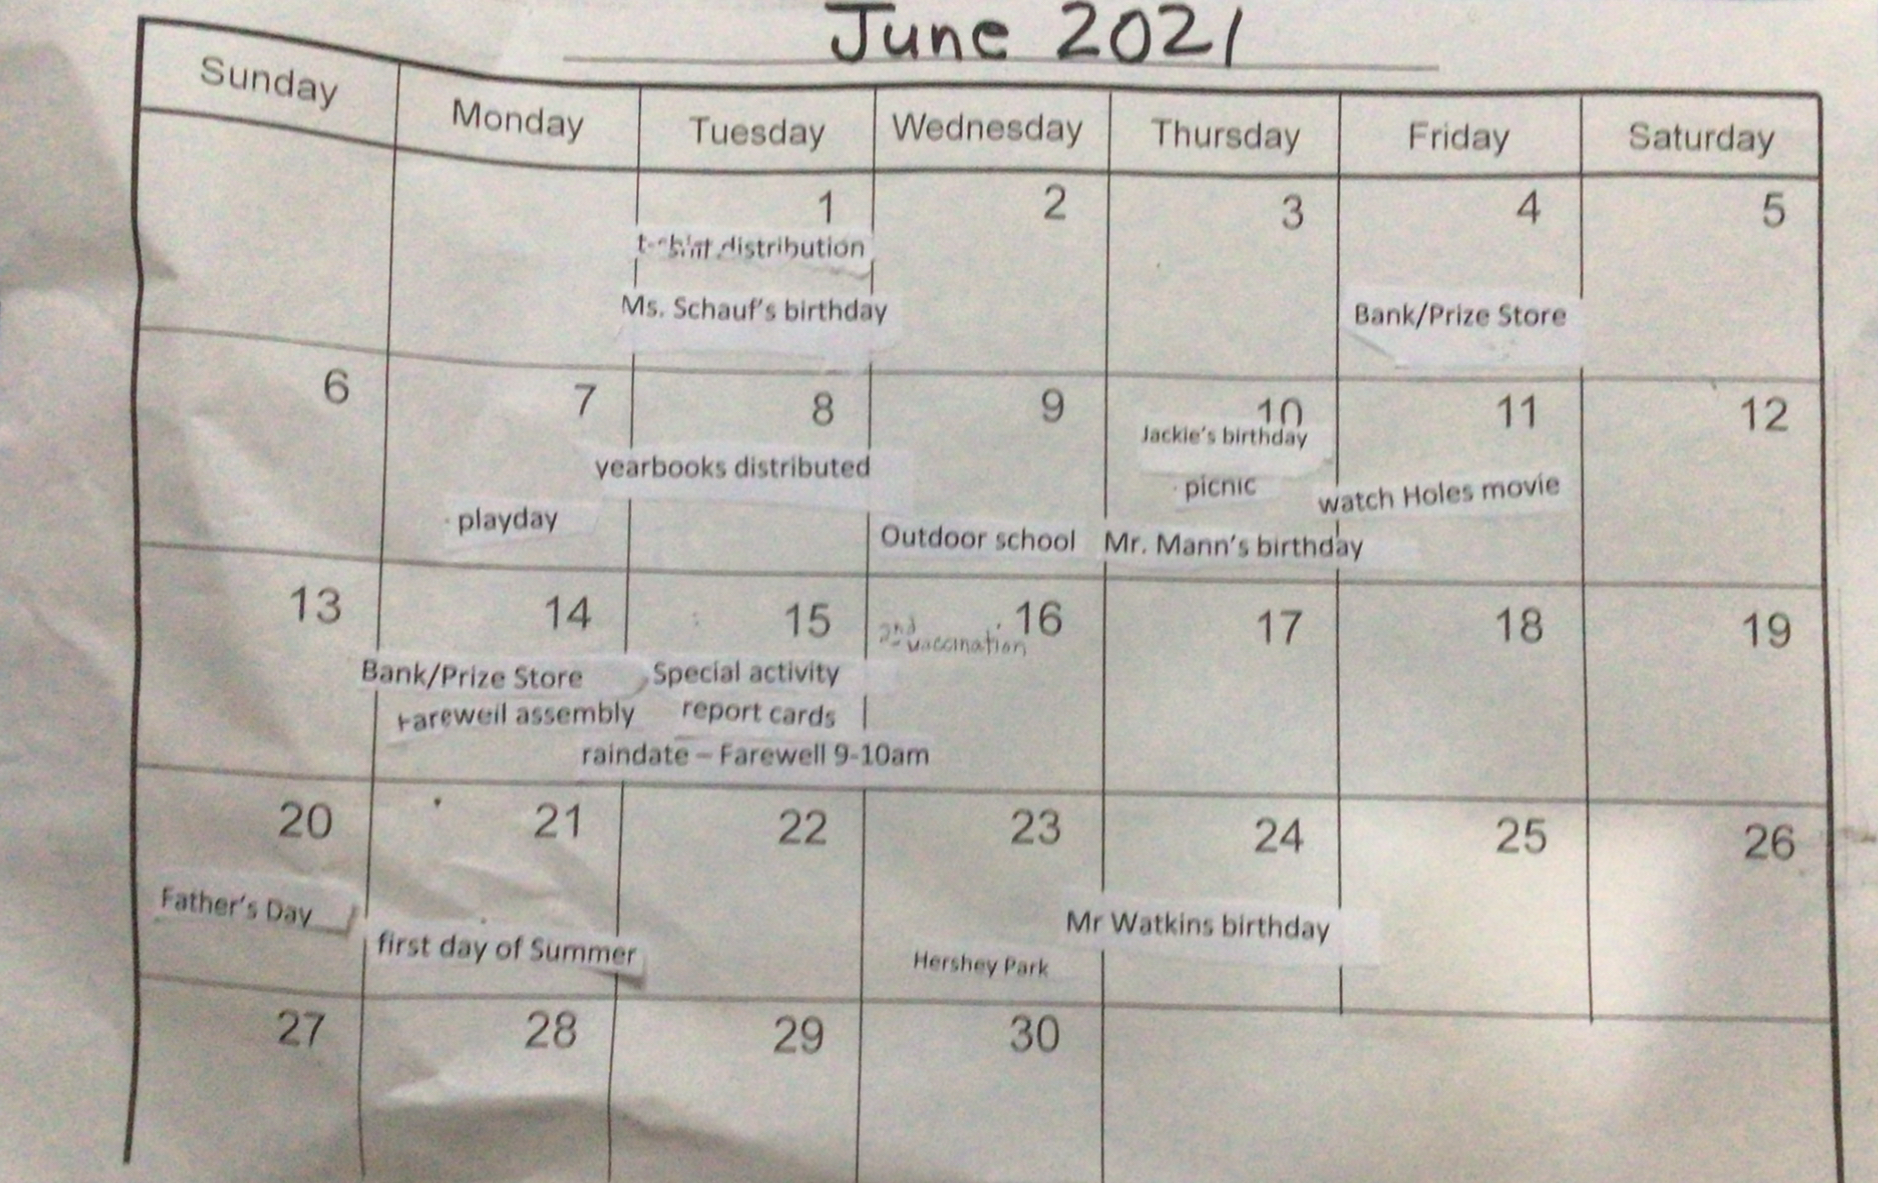 June 2021
Sunday Monday Tuesday Wednesday Thursday Friday Saturday
1 2 3 4 5
t-shirt distribution
Ms. Schauf's birthday
Bank/Prize Store
6 7 8 9 10 11 12
Jackie's birthday
yearbooks distributed
picnic
watch Holes movie
playday
Outdoor school
Mr. Mann's birthday
13 14 15 16 17 18 19
2nd vaccination
Bank/Prize Store
Special activity
Farewell assembly
report cards
raindate – Farewell 9-10am
20 21 22 23 24 25 26
Father's Day
first day of Summer
Hershey Park
Mr Watkins birthday
27 28 29 30